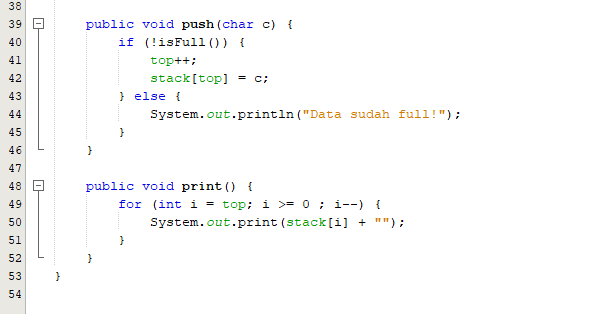 38
39 public void push(char c) {
40 if (!isFull()) {
41 top++;
42 stack[top] = c;
43 } else {
44 System.out.println("Data sudah full!");
45 }
46 }
47
48 public void print() {
49 for (int i = top; i >= 0 ; i--) {
50 System.out.print(stack[i] + "");
51 }
52 }
53 }
54